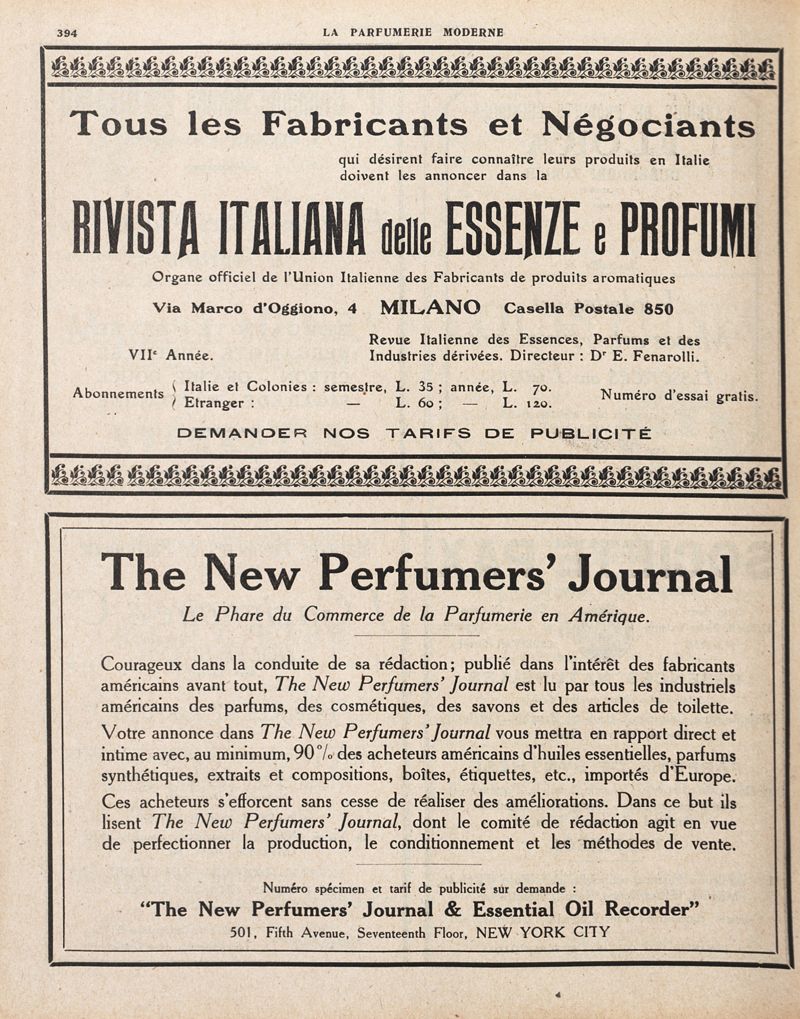 394
LA PARFUMERIE MODERNE
Tous les Fabricants et Négociants
qui désirent faire connaître leurs produits en Italie
doivent les annoncer dans la
RIVISTA ITALIANA delle ESSENZE e PROFUMI
Organe officiel de l'Union Italienne des Fabricants de produits aromatiques
Via Marco d'Oggiono, 4 MILANO Casella Postale 850
VIIe Année.
Revue Italienne des Essences, Parfums et des
Industries dérivées. Directeur : Dr E. Fenarolli.
Abonnements
Italie et Colonies : semestre, L. 35 ; année, L. 70.
Etranger : — L. 60 ; — L. 120.
Numéro d'essai gratis.
DEMANDER NOS TARIFS DE PUBLICITÉ
The New Perfumers' Journal
Le Phare du Commerce de la Parfumerie en Amérique.
Courageux dans la conduite de sa rédaction ; publié dans l'intérêt des fabricants
américains avant tout, The New Perfumers' Journal est lu par tous les industriels
américains des parfums, des cosmétiques, des savons et des articles de toilette.
Votre annonce dans The New Perfumers' Journal vous mettra en rapport direct et
intime avec, au minimum, 90 % des acheteurs américains d'huiles essentielles, parfums
synthétiques, extraits et compositions, boîtes, étiquettes, etc., importés d'Europe.
Ces acheteurs s'efforcent sans cesse de réaliser des améliorations. Dans ce but ils
lisent The New Perfumers' Journal, dont le comité de rédaction agit en vue
de perfectionner la production, le conditionnement et les méthodes de vente.
Numéro spécimen et tarif de publicité sur demande :
"The New Perfumers' Journal & Essential Oil Recorder"
501, Fifth Avenue, Seventeenth Floor, NEW YORK CITY